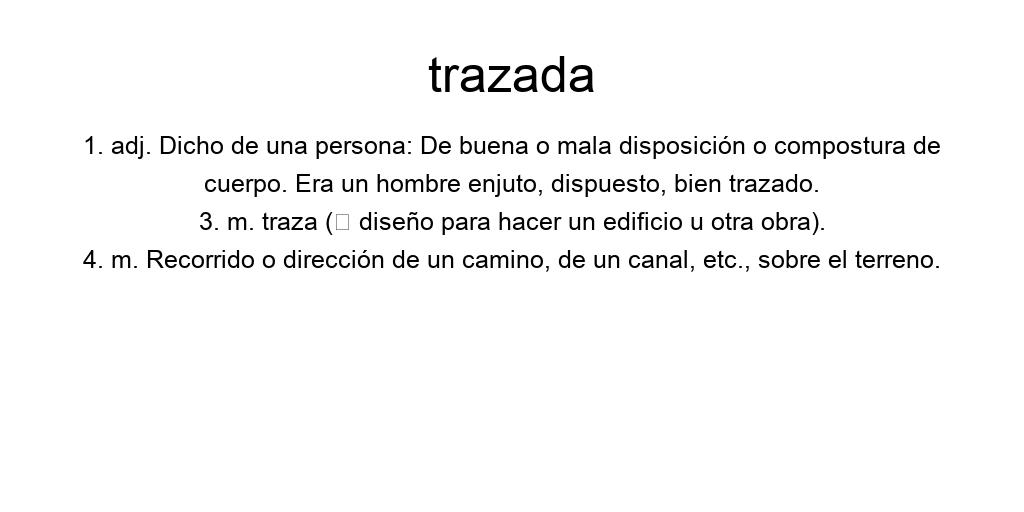 trazada
1. adj. Dicho de una persona: De buena o mala disposición o compostura de
cuerpo. Era un hombre enjuto, dispuesto, bien trazado.
3. m. traza (□ diseño para hacer un edificio u otra obra).
4. m. Recorrido o dirección de un camino, de un canal, etc., sobre el terreno.